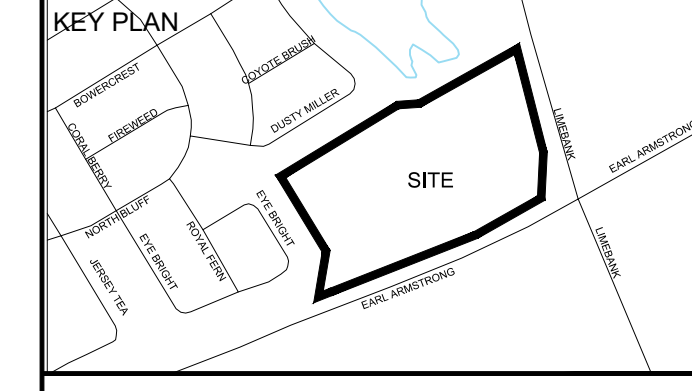 KEY PLAN
COYOTE BRUSH
BOWERCREST
DUSTY MILLER
FIREWEED
CORALBERRY
LIMEBANK
EARL ARMSTRONG
SITE
NORTH BLUFF
EYE BRIGHT
ROYAL FERN
EYE BRIGHT
LIMEBANK
JERSEY TEA
EARL ARMSTRONG